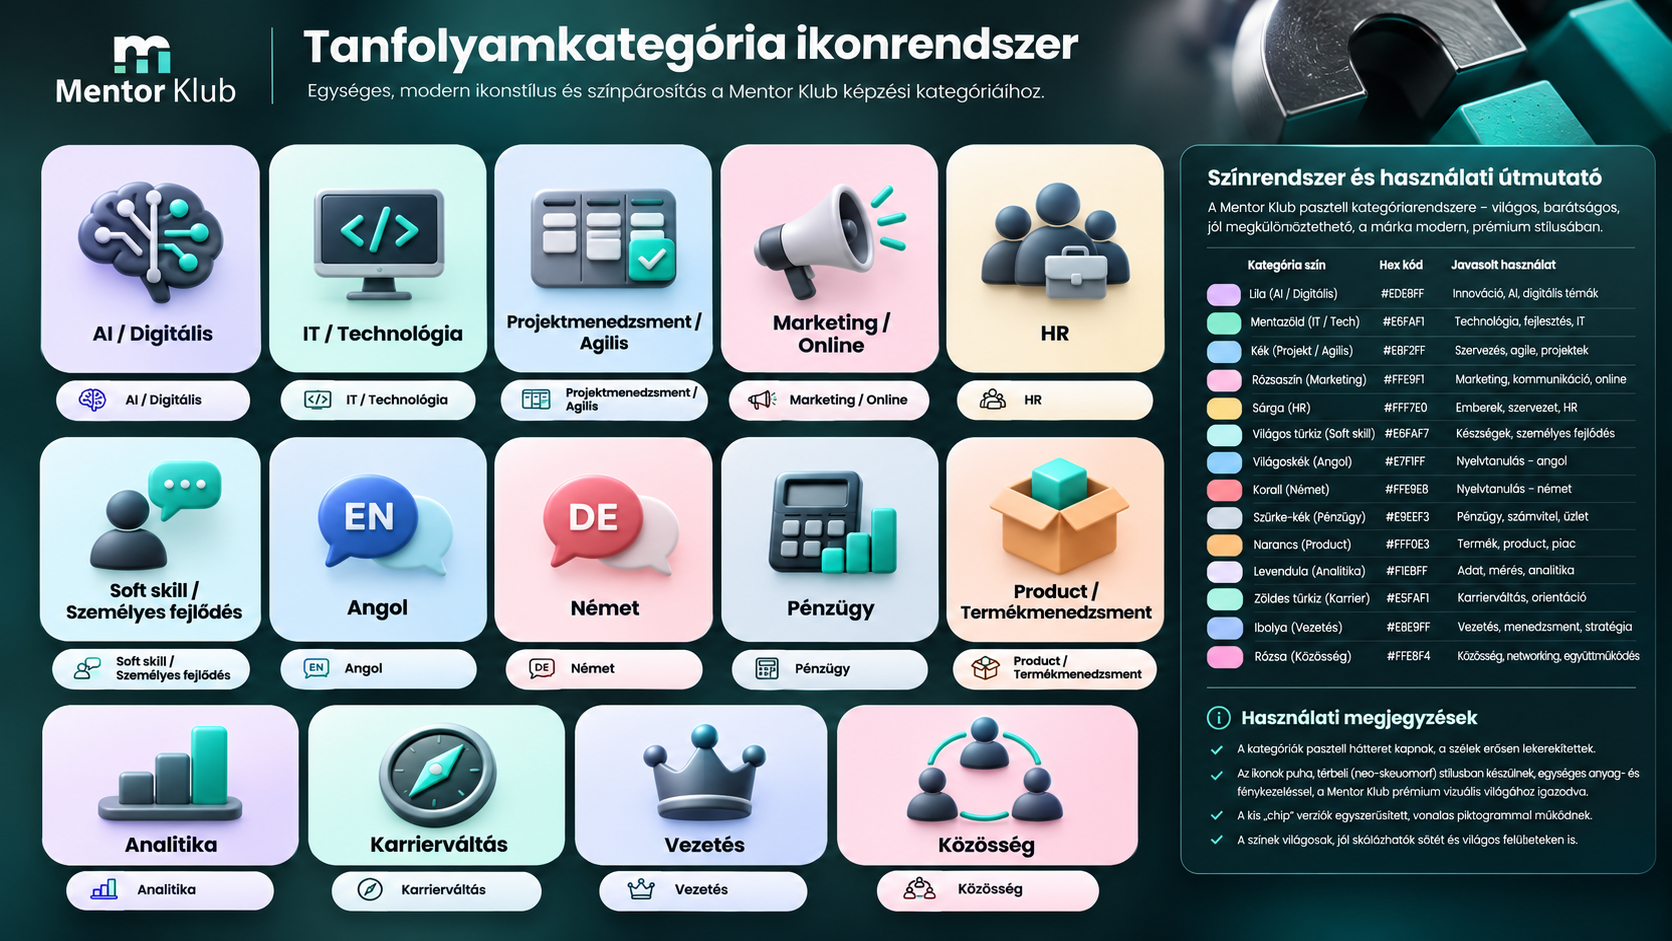 Mentor Klub
Tanfolyamkategória ikonrendszer
Egységes, modern ikonstílus és színpárosítás a Mentor Klub képzési kategóriáihoz.
AI / Digitális
IT / Technológia
Projektmenedzsment /
Agilis
Marketing /
Online
HR
AI / Digitális
IT / Technológia
Projektmenedzsment /
Agilis
Marketing / Online
HR
EN
DE
Soft skill /
Személyes fejlődés
Angol
Német
Pénzügy
Product /
Termékmenedzsment
Soft skill /
Személyes fejlődés
EN
Angol
DE
Német
Pénzügy
Product /
Termékmenedzsment
Analitika
Karrierváltás
Vezetés
Közösség
Analitika
Karrierváltás
Vezetés
Közösség
Színrendszer és használati útmutató
A Mentor Klub pasztell kategóriarendszere – világos, barátságos,
jól megkülönöztethető, a márka modern, prémium stílusában.
Kategória szín Hex kód Javasolt használat
Lila (AI / Digitális) #EDE8FF Innováció, AI, digitális témák
Mentazöld (IT / Tech) #E6FAF1 Technológia, fejlesztés, IT
Kék (Projekt / Agilis) #EBF2FF Szervezés, agile, projektek
Rózsaszín (Marketing) #FFE9F1 Marketing, kommunikáció, online
Sárga (HR) #FFF7E0 Emberek, szervezet, HR
Világos türkiz (Soft skill) #E6FAF7 Készségek, személyes fejlődés
Világoskék (Angol) #E7F1FF Nyelvtanulás – angol
Korall (Német) #FFE9E8 Nyelvtanulás – német
Szürke-kék (Pénzügy) #E9EEF3 Pénzügy, számvitel, üzlet
Narancs (Product) #FFF0E3 Termék, product, piac
Levendula (Analitika) #F1EBFF Adat, mérés, analitika
Zöldes türkiz (Karrier) #E5FAF1 Karrierváltás, orientáció
Ibolya (Vezetés) #E8E9FF Vezetés, menedzsment, stratégia
Rózsa (Közösség) #FFE8F4 Közösség, networking, együttműködés
Használati megjegyzések
A kategóriák pasztell hátteret kapnak, a szélek erősen lekerekítettek.
Az ikonok puha, térbeli (neo-skeuomorf) stílusban készülnek, egységes anyag- és
fénykezeléssel, a Mentor Klub prémium vizuális világához igazodva.
A kis „chip” verziók egyszerűsített, vonalas piktogrammal működnek.
A színek világosak, jól skálázhatók sötét és világos felületeken is.